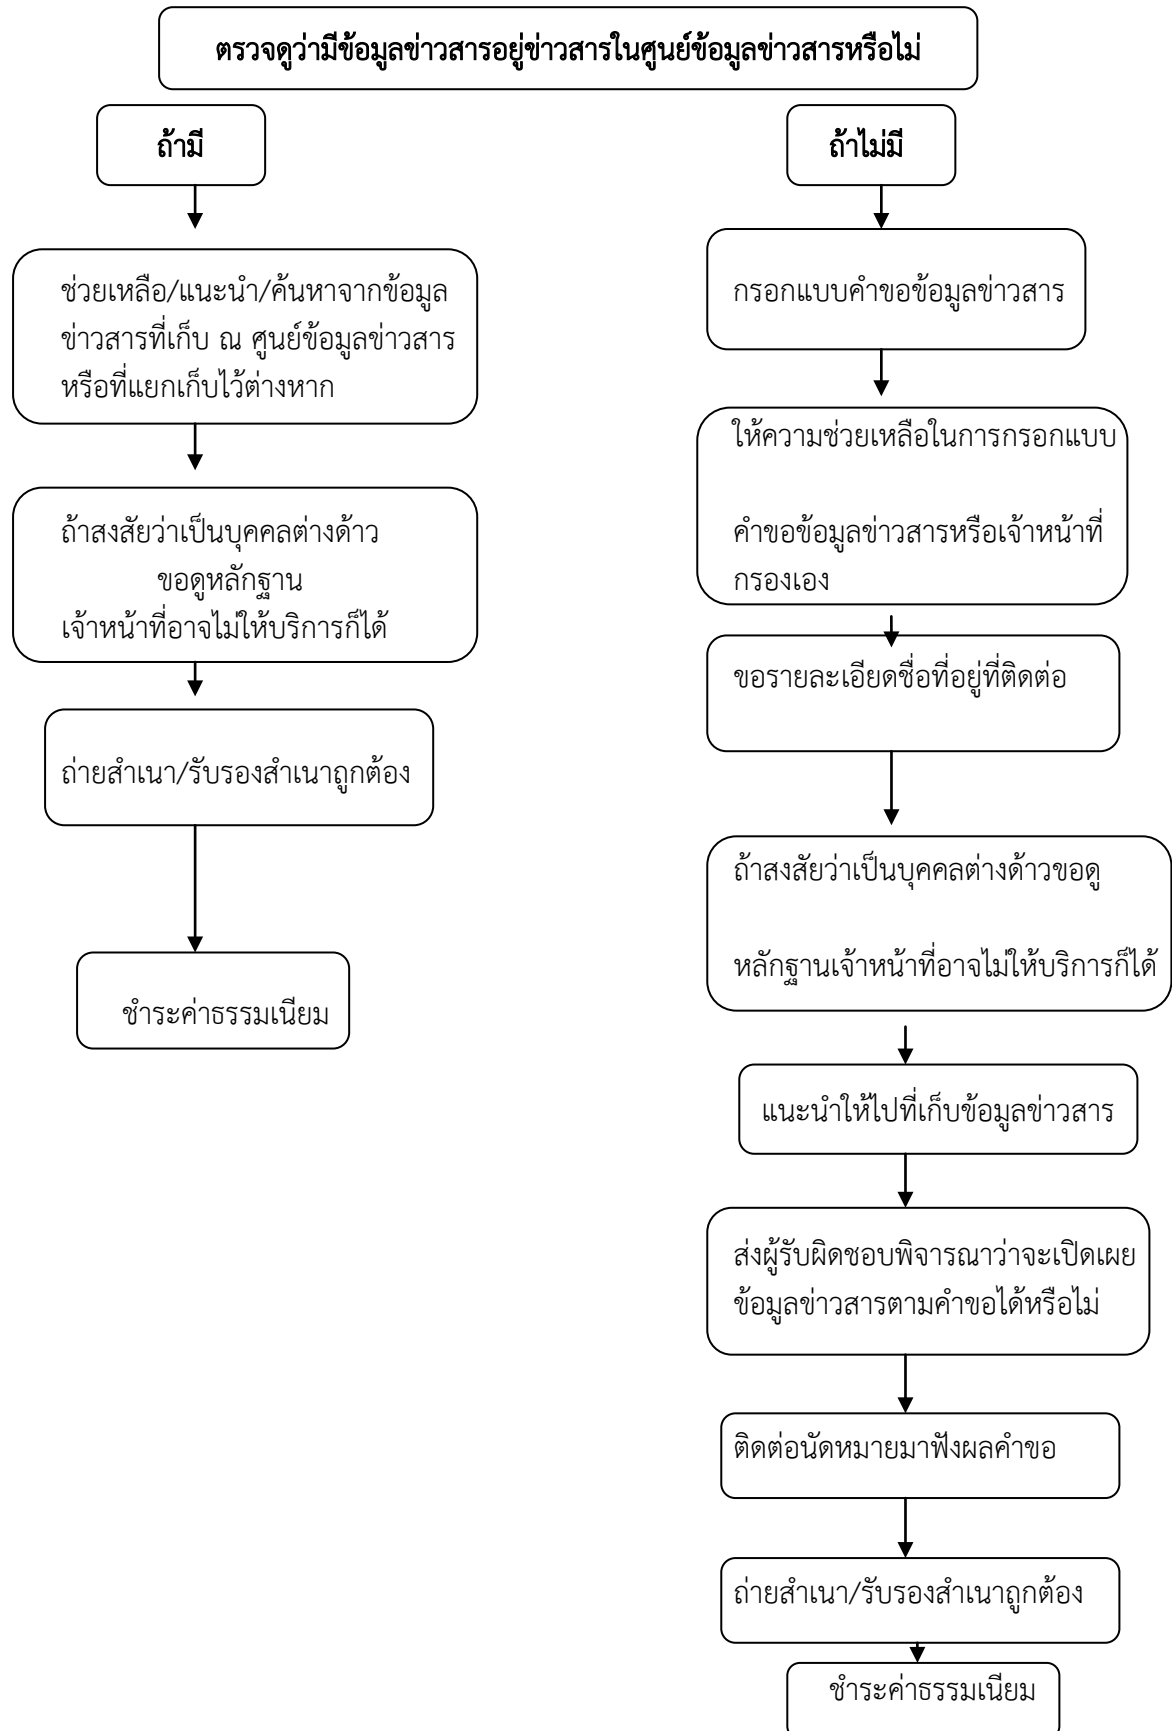 ตรวจดูว่ามีข้อมูลข่าวสารอยู่ข่าวสารในศูนย์ข้อมูลข่าวสารหรือไม่
ถ้ามี
ช่วยเหลือ/แนะนำ/ค้นหาจากข้อมูล
ข่าวสารที่เก็บ ณ ศูนย์ข้อมูลข่าวสาร
หรือที่แยกเก็บไว้ต่างหาก
ถ้าสงสัยว่าเป็นบุคคลต่างด้าว
ขอดูหลักฐาน
เจ้าหน้าที่อาจไม่ให้บริการก็ได้
ถ่ายสำเนา/รับรองสำเนาถูกต้อง
ชำระค่าธรรมเนียม
ถ้าไม่มี
กรอกแบบคำขอข้อมูลข่าวสาร
ให้ความช่วยเหลือในการกรอกแบบ
คำขอข้อมูลข่าวสารหรือเจ้าหน้าที่
กรองเอง
ขอรายละเอียดชื่อที่อยู่ที่ติดต่อ
ถ้าสงสัยว่าเป็นบุคคลต่างด้าวขอดู
หลักฐานเจ้าหน้าที่อาจไม่ให้บริการก็ได้
แนะนำให้ไปที่เก็บข้อมูลข่าวสาร
ส่งผู้รับผิดชอบพิจารณาว่าจะเปิดเผย
ข้อมูลข่าวสารตามคำขอได้หรือไม่
ติดต่อนัดหมายมาฟังผลคำขอ
ถ่ายสำเนา/รับรองสำเนาถูกต้อง
ชำระค่าธรรมเนียม